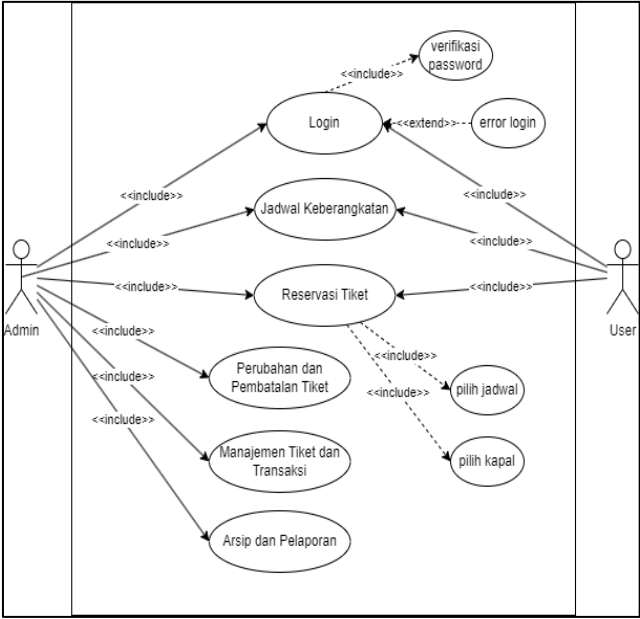 verifikasi
password
<<include>>
Login
<<extend>>
error login
<<include>>
<<include>>
Jadwal Keberangkatan
<<include>>
<<include>>
<<include>>
Reservasi Tiket
<<include>>
Admin
User
<<include>>
<<include>>
Perubahan dan
Pembatalan Tiket
<<include>>
<<include>>
pilih jadwal
Manajemen Tiket dan
Transaksi
pilih kapal
<<include>>
Arsip dan Pelaporan